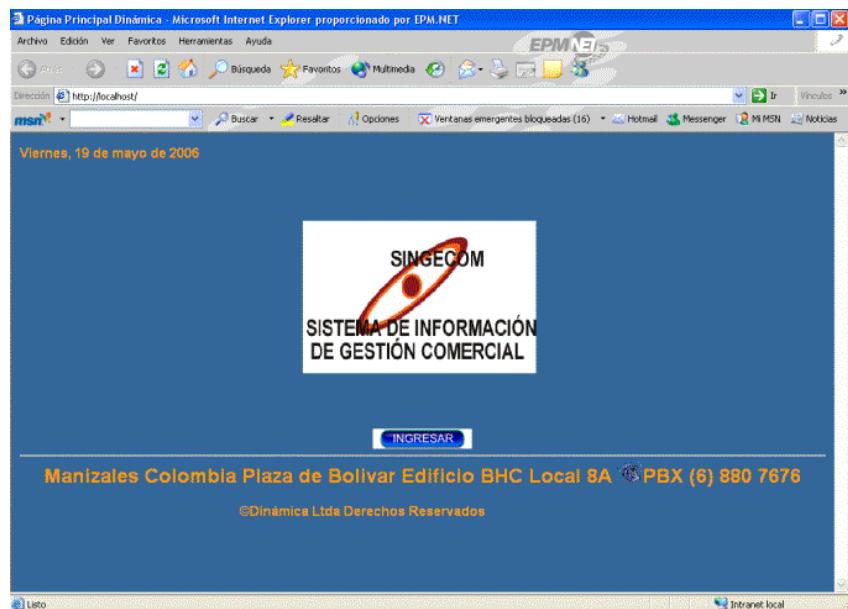 Página Principal Dinámica - Microsoft Internet Explorer proporcionado por EPM.NET
Archivo Edición Ver Favoritos Herramientas Ayuda
EPMNET
Atrás Búsqueda Favoritos Multimedia
Dirección http://localhost/ Ir Vínculos »
msn Buscar Resaltar Opciones Ventanas emergentes bloqueadas (16) Hotmail Messenger Mi MSN Noticias
Viernes, 19 de mayo de 2006
SINGECOM
SISTEMA DE INFORMACIÓN
DE GESTIÓN COMERCIAL
INGRESAR
Manizales Colombia Plaza de Bolivar Edificio BHC Local 8A PBX (6) 880 7676
©Dinámica Ltda Derechos Reservados
Listo Intranet local